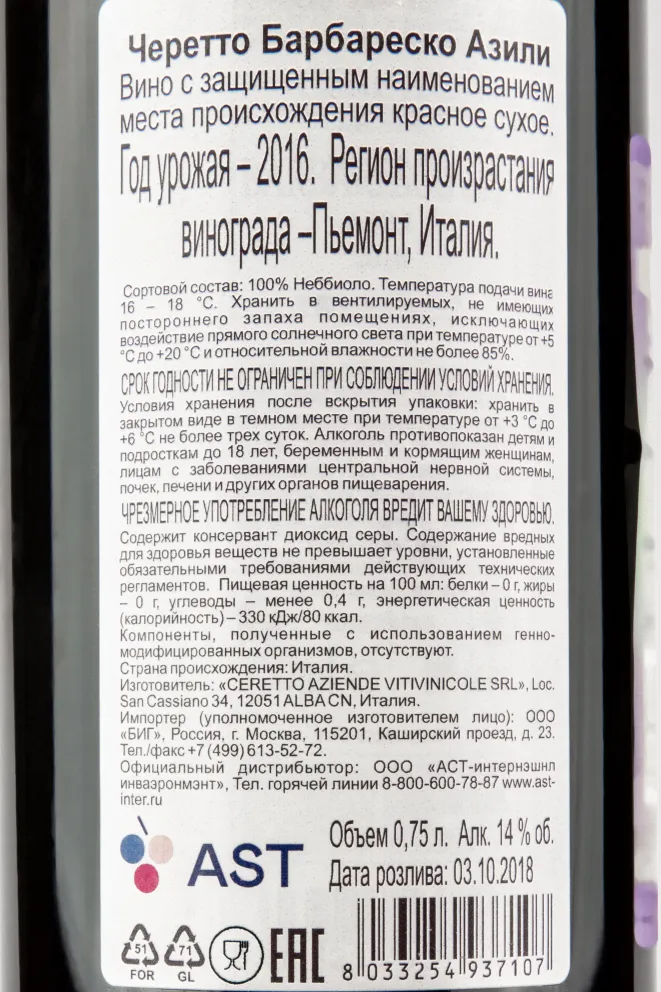 Черетто Барбареско Азили
Вино с защищенным наименованием
места происхождения красное сухое.
Год урожая – 2016. Регион произрастания
винограда –Пьемонт, Италия.
Сортовой состав: 100% Неббиоло. Температура подачи вина
16 – 18 °С. Хранить в вентилируемых, не имеющих
постороннего запаха помещениях, исключающих
воздействие прямого солнечного света при температуре от +5
°С до +20 °С и относительной влажности не более 85%.
СРОК ГОДНОСТИ НЕ ОГРАНИЧЕН ПРИ СОБЛЮДЕНИИ УСЛОВИЙ ХРАНЕНИЯ.
Условия хранения после вскрытия упаковки: хранить в
закрытом виде в темном месте при температуре от +3 °С до
+6 °С не более трех суток. Алкоголь противопоказан детям и
подросткам до 18 лет, беременным и кормящим женщинам,
лицам с заболеваниями центральной нервной системы,
почек, печени и других органов пищеварения.
ЧРЕЗМЕРНОЕ УПОТРЕБЛЕНИЕ АЛКОГОЛЯ ВРЕДИТ ВАШЕМУ ЗДОРОВЬЮ.
Содержит консервант диоксид серы. Содержание вредных
для здоровья веществ не превышает уровни, установленные
обязательными требованиями действующих технических
регламентов. Пищевая ценность на 100 мл: белки – 0 г, жиры
– 0 г, углеводы – менее 0,4 г, энергетическая ценность
(калорийность) – 330 кДж/80 ккал.
Компоненты, полученные с использованием генно-
модифицированных организмов, отсутствуют.
Страна происхождения: Италия.
Изготовитель: «CERETTO AZIENDE VITIVINICOLE SRL», Loc.
San Cassiano 34, 12051 ALBA CN, Италия.
Импортер (уполномоченное изготовителем лицо): ООО
«БИГ», Россия, г. Москва, 115201, Каширский проезд, д. 23.
Тел./факс +7 (499) 613-52-72.
Официальный дистрибьютор: ООО «АСТ-интернэшнл
инваэронмэнт», Тел. горячей линии 8-800-600-78-87 www.ast-
inter.ru
AST
Объем 0,75 л. Алк. 14 % об.
Дата розлива: 03.10.2018
51
FOR
71
GL
EAC
8 033254 937107